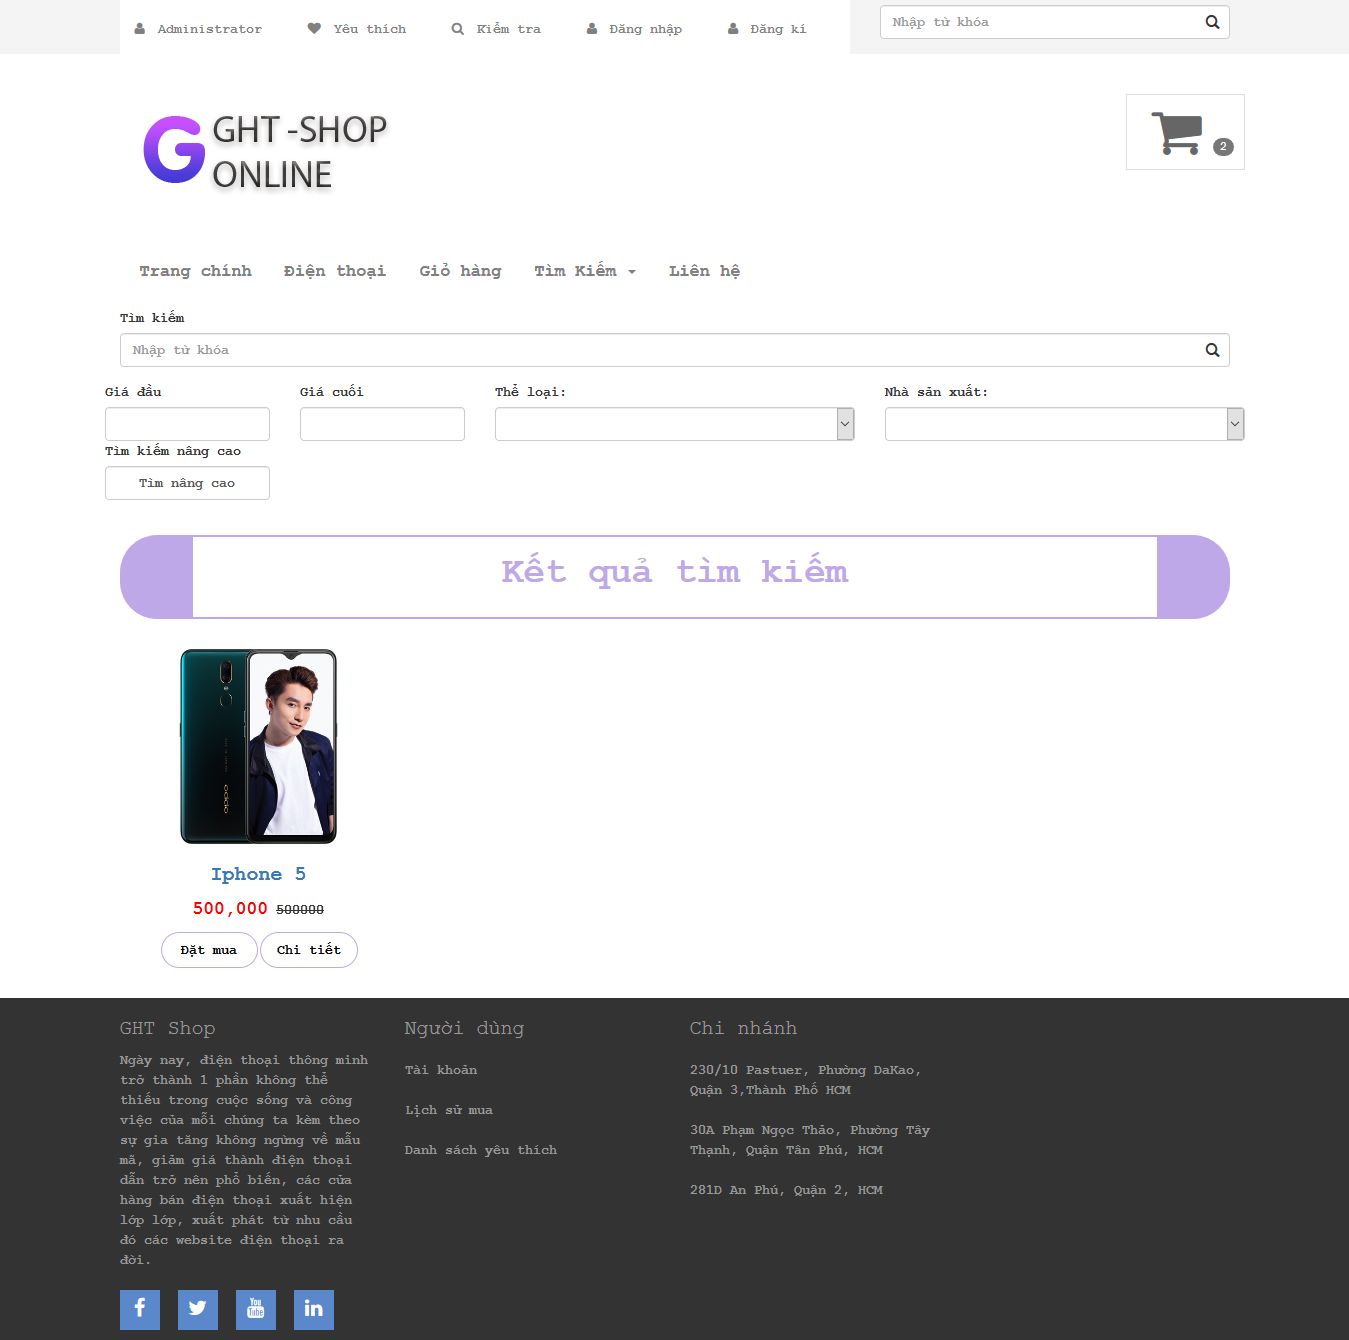 Administrator Yêu thích Kiểm tra Đăng nhập Đăng kí Nhập từ khóa
GHT -SHOP
ONLINE
2
Trang chính Điện thoại Giỏ hàng Tìm Kiếm Liên hệ
Tìm kiếm
Nhập từ khóa
Giá đầu Giá cuối Thể loại: Nhà sản xuất:
Tìm kiếm nâng cao
Tìm nâng cao
Kết quả tìm kiếm
oppo
Iphone 5
500,000 500000
Đặt mua Chi tiết
GHT Shop
Ngày nay, điện thoại thông minh
trở thành 1 phần không thể
thiếu trong cuộc sống và công
việc của mỗi chúng ta kèm theo
sự gia tăng không ngừng về mẫu
mã, giảm giá thành điện thoại
dẫn trở nên phổ biến, các cửa
hàng bán điện thoại xuất hiện
lớp lớp, xuất phát từ nhu cầu
đó các website điện thoại ra
đời.
You
Tube
Người dùng
Tài khoản
Lịch sử mua
Danh sách yêu thích
Chi nhánh
230/10 Pastuer, Phường DaKao,
Quận 3,Thành Phố HCM
30A Phạm Ngọc Thảo, Phường Tây
Thạnh, Quận Tân Phú, HCM
281D An Phú, Quận 2, HCM